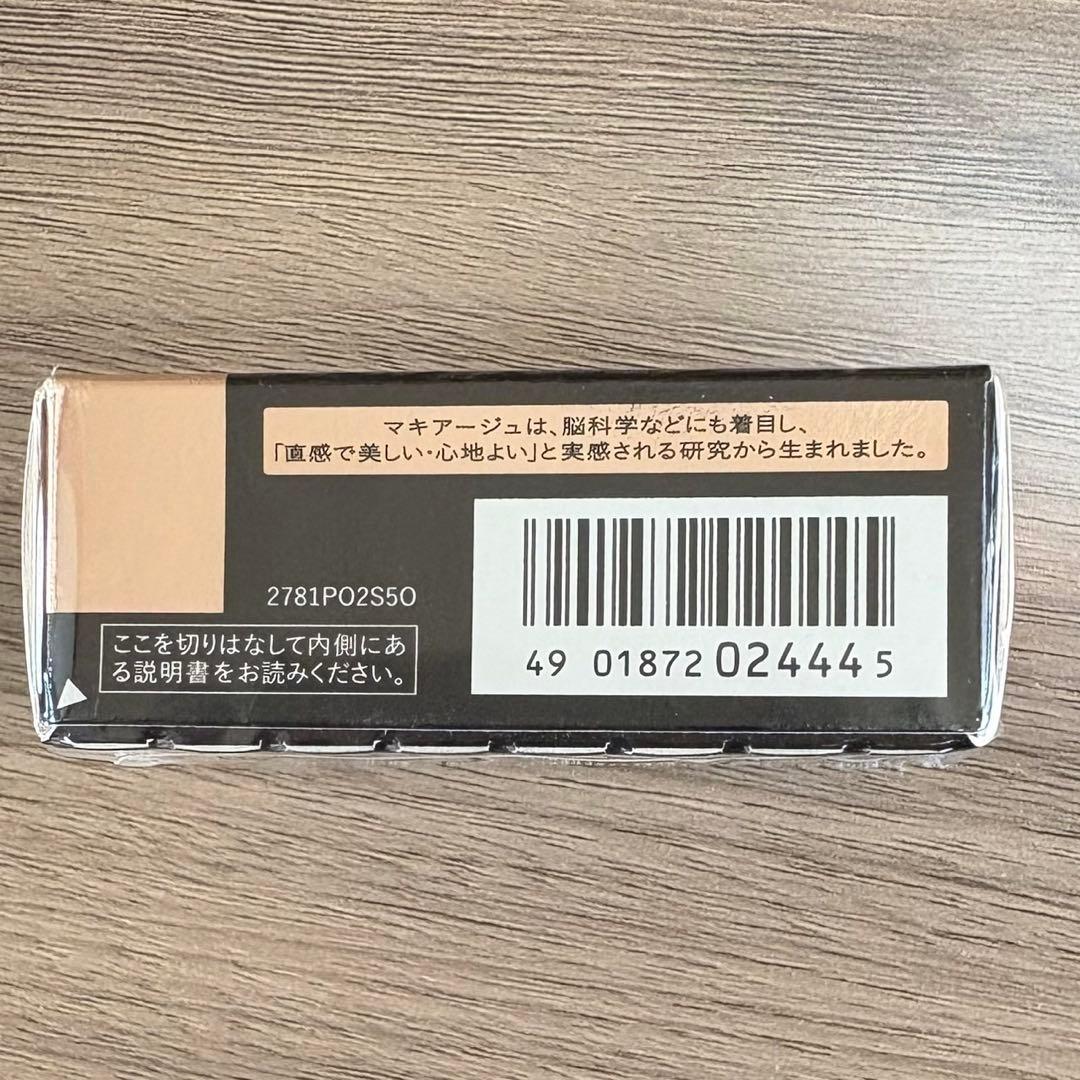 マキアージュは、脳科学などにも着目し、
「直感で美しい・心地よい」と実感される研究から生まれました。
2781PO2S5O
ここを切りはなして内側にあ
る説明書をお読みください。
49 01872 024445